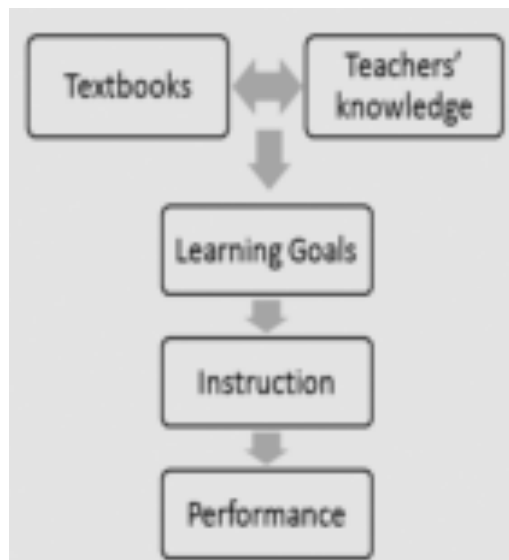 Textbooks
Teachers’
knowledge
Learning Goals
Instruction
Performance